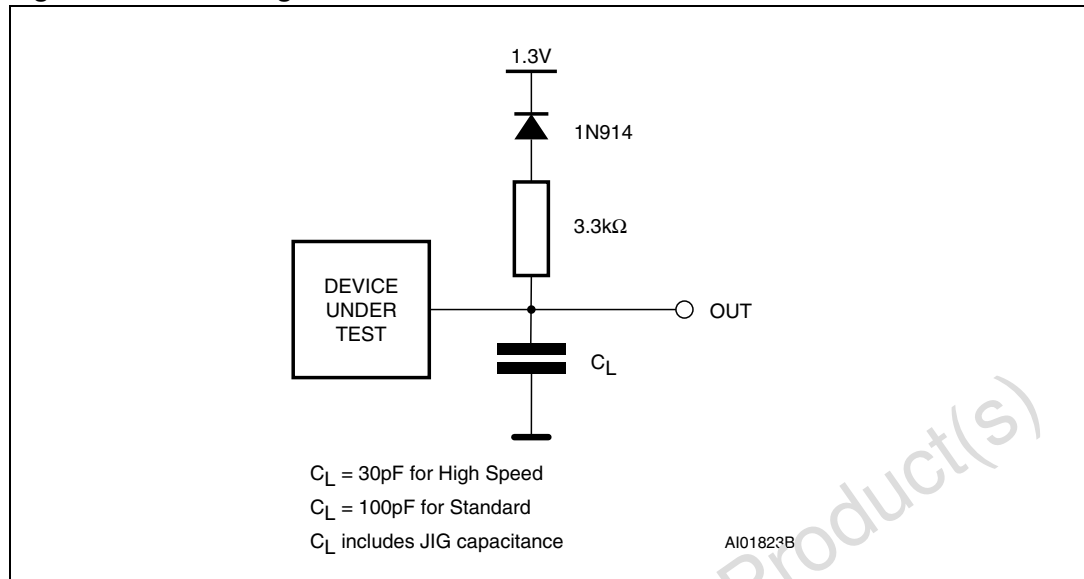 1.3V
1N914
3.3kΩ
DEVICE
UNDER
TEST
OUT
CL
CL = 30pF for High Speed
CL = 100pF for Standard
CL includes JIG capacitance
AI01823B
Product(s)